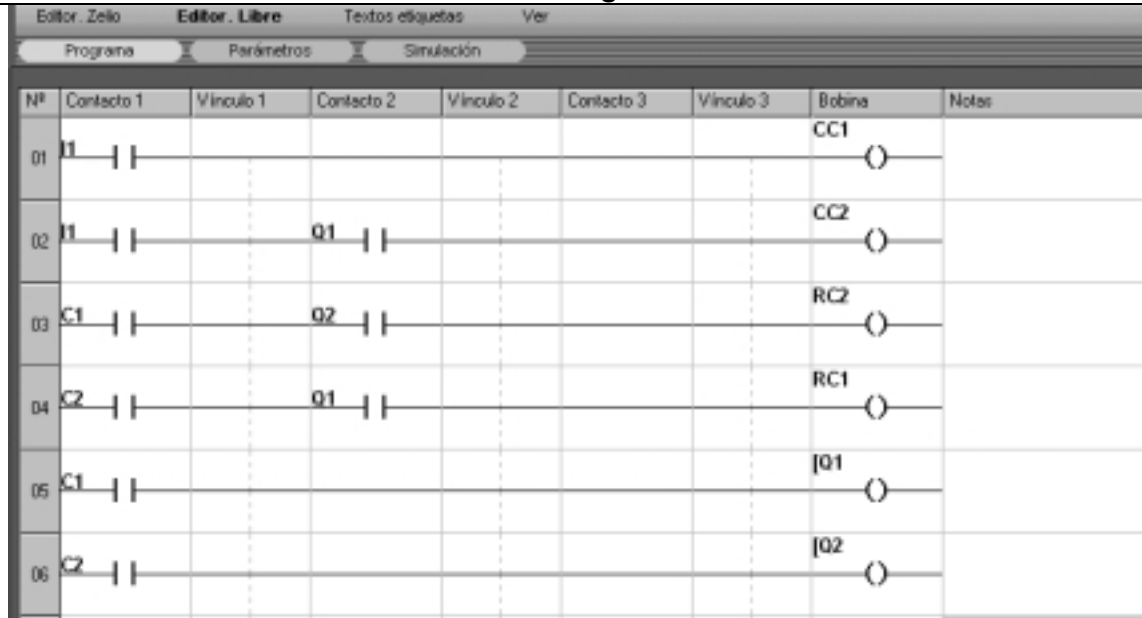 Editor. Zelio Editor. Libre Textos etiquetas Ver
Programa Parámetros Simulación
Nº Contacto 1 Vínculo 1 Contacto 2 Vínculo 2 Contacto 3 Vínculo 3 Bobina Notas
CC1
01 I1
CC2
02 I1 Q1
RC2
03 C1 Q2
RC1
04 C2 Q1
[Q1
05 C1
[Q2
06 C2